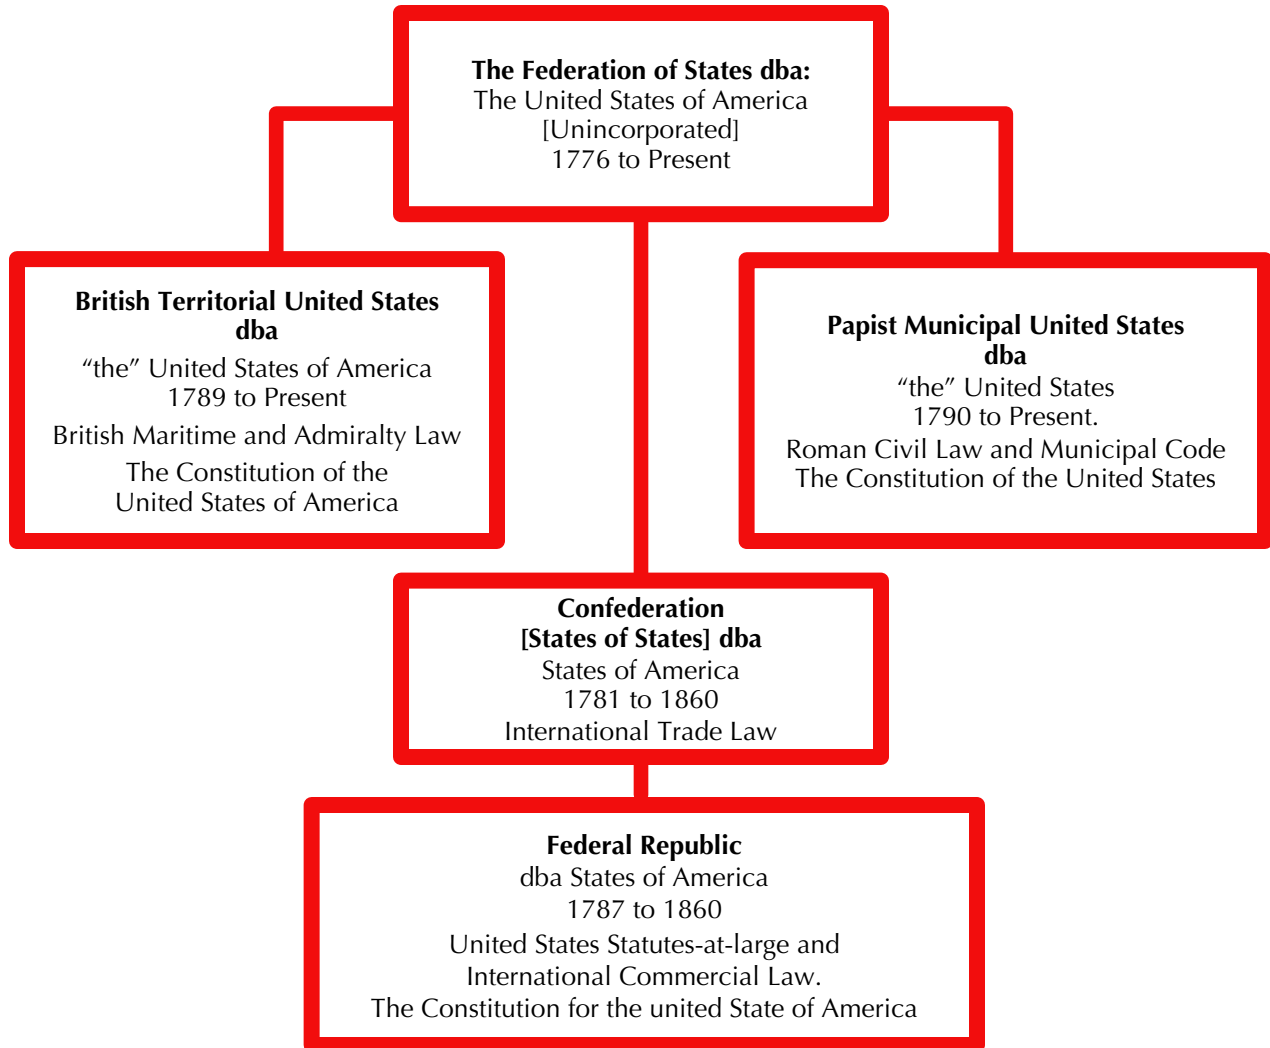 The Federation of States dba:
The United States of America
[Unincorporated]
1776 to Present
British Territorial United States
dba
“the” United States of America
1789 to Present
British Maritime and Admiralty Law
The Constitution of the
United States of America
Papist Municipal United States
dba
“the” United States
1790 to Present.
Roman Civil Law and Municipal Code
The Constitution of the United States
Confederation
[States of States] dba
States of America
1781 to 1860
International Trade Law
Federal Republic
dba States of America
1787 to 1860
United States Statutes-at-large and
International Commercial Law.
The Constitution for the united State of America